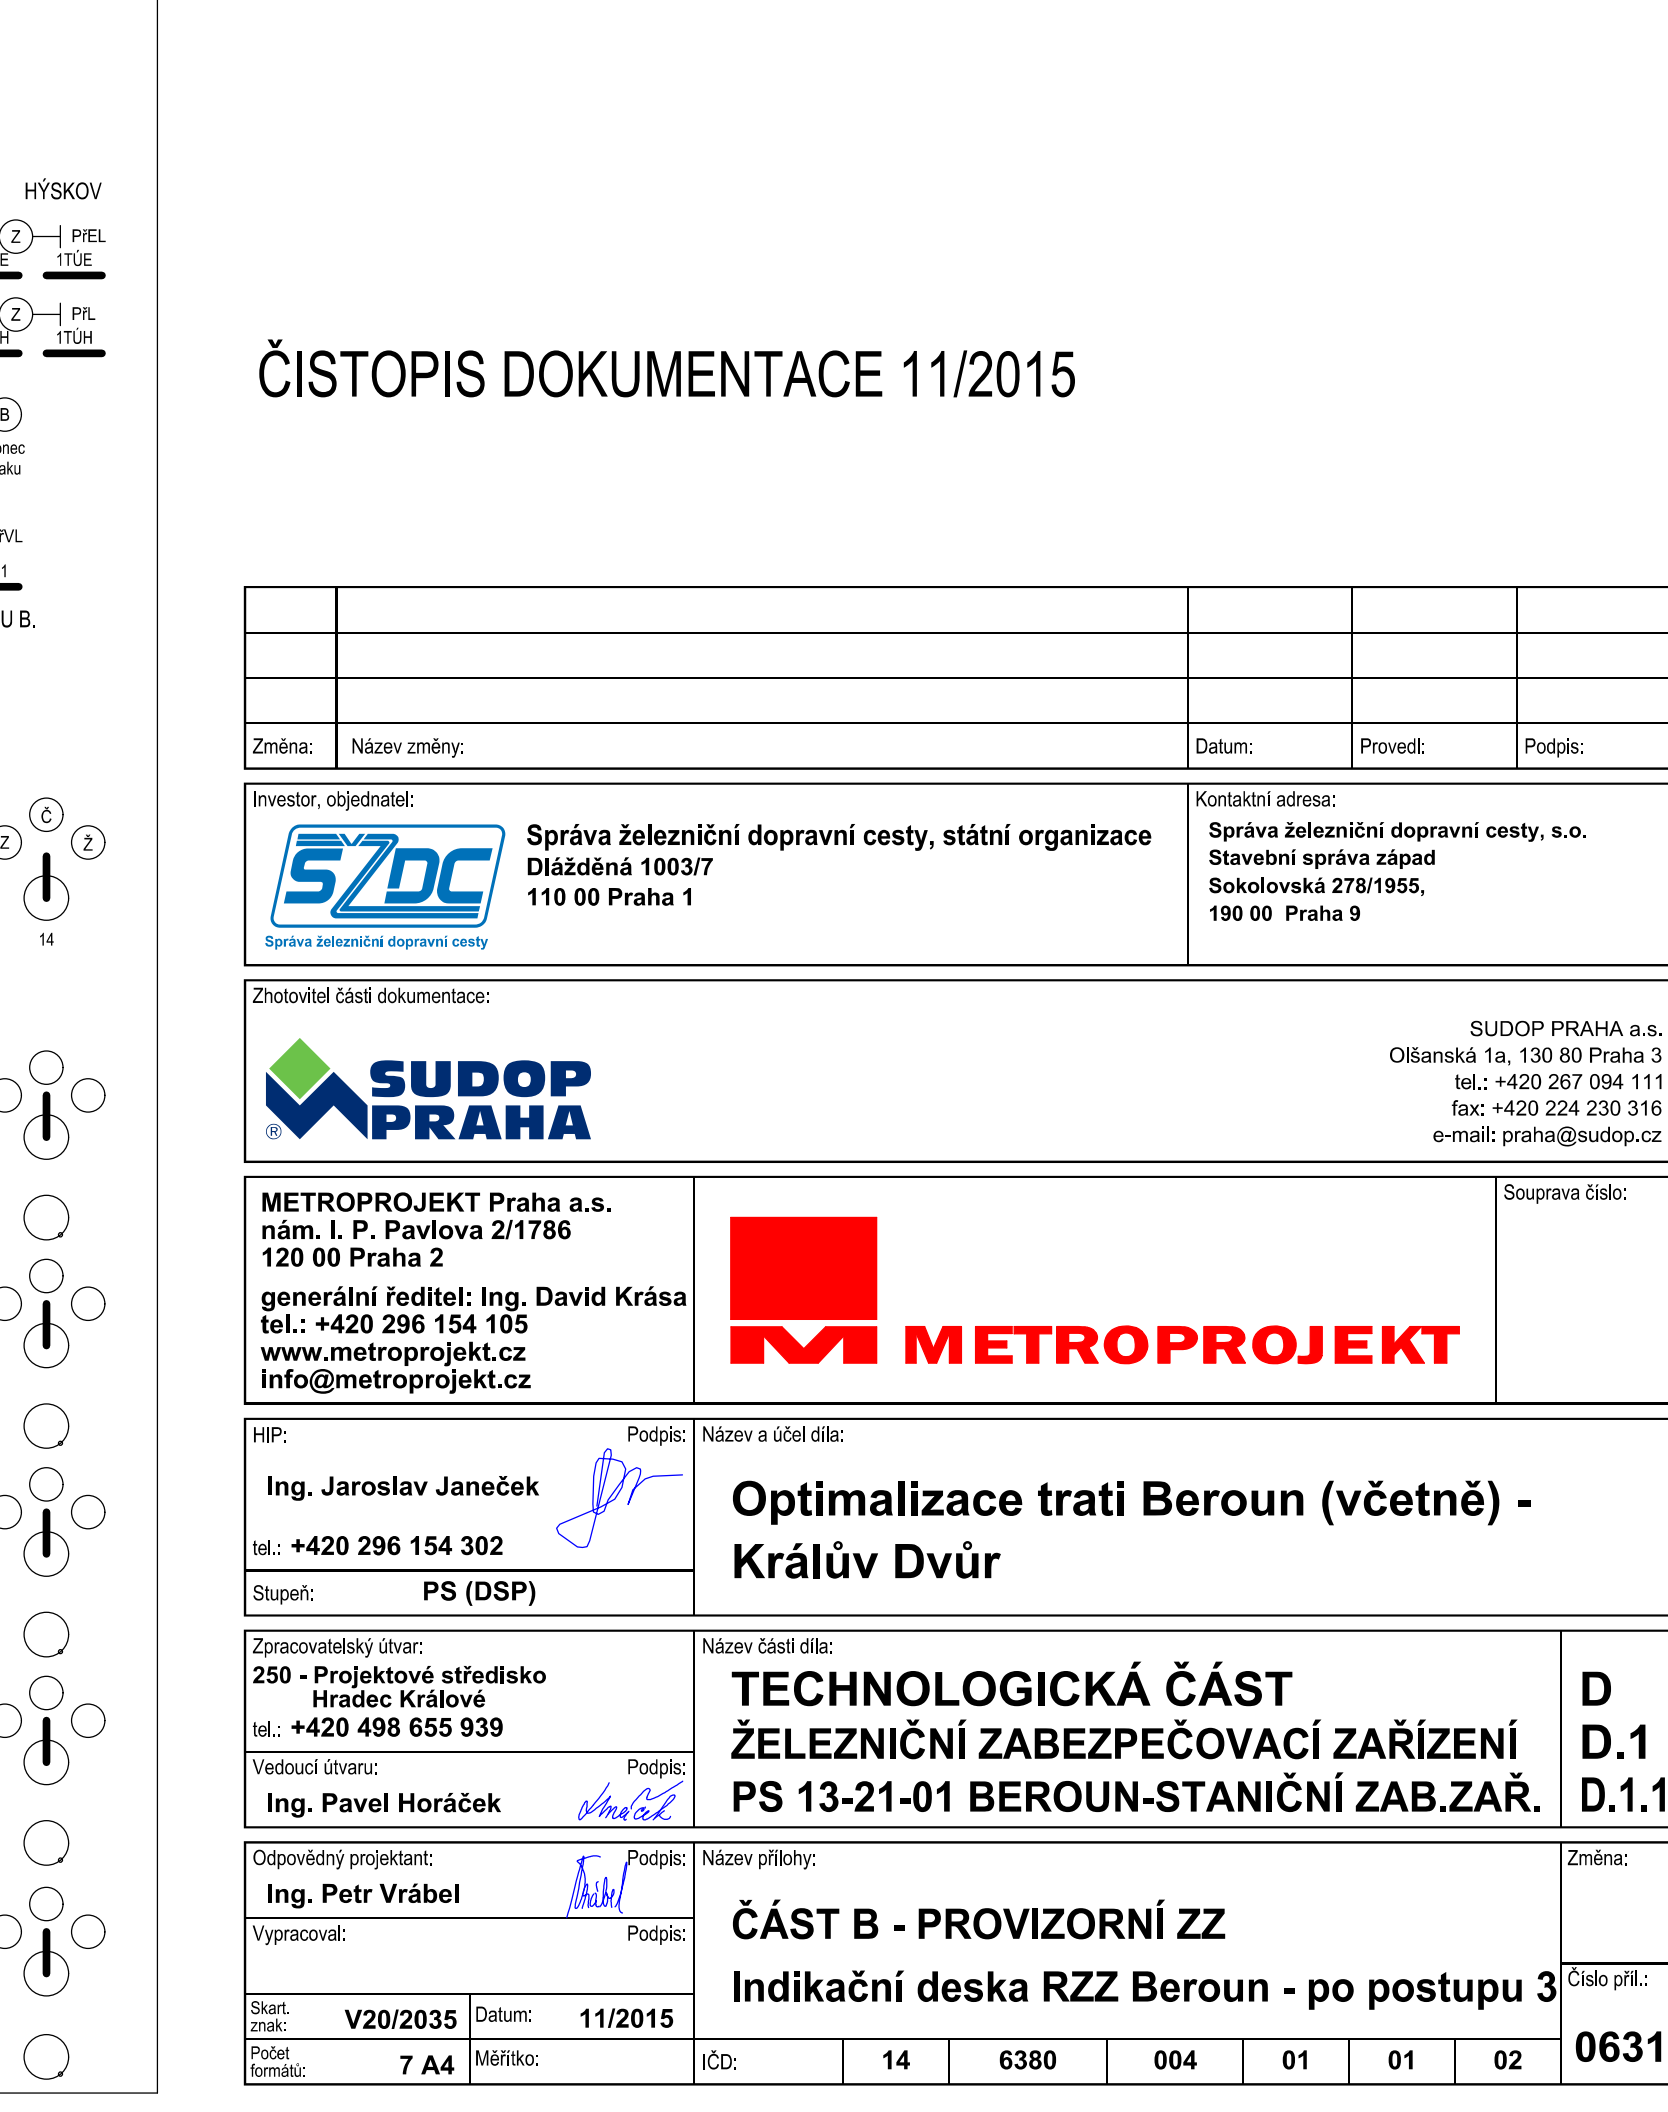 HÝSKOV
Z
PřEL
E
1TÚE
Z
PřL
H
1TÚH
B
onec
aku
řVL
1
U B.
Z
Č
Ž
14
ČISTOPIS DOKUMENTACE 11/2015
Změna:
Název změny:
Datum:
Provedl:
Podpis:
Investor, objednatel:
SŽDC
Správa železniční dopravní cesty
Správa železniční dopravní cesty, státní organizace
Dlážděná 1003/7
110 00 Praha 1
Kontaktní adresa:
Správa železniční dopravní cesty, s.o.
Stavební správa západ
Sokolovská 278/1955,
190 00 Praha 9
Zhotovitel části dokumentace:
SUDOP
PRAHA
®
SUDOP PRAHA a.s.
Olšanská 1a, 130 80 Praha 3
tel.: +420 267 094 111
fax: +420 224 230 316
e-mail: praha@sudop.cz
METROPROJEKT Praha a.s.
nám. I. P. Pavlova 2/1786
120 00 Praha 2
generální ředitel: Ing. David Krása
tel.: +420 296 154 105
www.metroprojekt.cz
info@metroprojekt.cz
METROPROJEKT
Souprava číslo:
HIP:
Podpis:
Ing. Jaroslav Janeček
tel.: +420 296 154 302
Stupeň:
PS (DSP)
Název a účel díla:
Optimalizace trati Beroun (včetně) -
Králův Dvůr
Zpracovatelský útvar:
250 - Projektové středisko
Hradec Králové
tel.: +420 498 655 939
Vedoucí útvaru:
Podpis:
Ing. Pavel Horáček
Název části díla:
TECHNOLOGICKÁ ČÁST
ŽELEZNIČNÍ ZABEZPEČOVACÍ ZAŘÍZENÍ
PS 13-21-01 BEROUN-STANIČNÍ ZAB.ZAŘ.
D
D.1
D.1.1
Odpovědný projektant:
Podpis:
Ing. Petr Vrábel
Vrábel
Vypracoval:
Podpis:
Název přílohy:
ČÁST B - PROVIZORNÍ ZZ
Indikační deska RZZ Beroun - po postupu 3
Změna:
Číslo příl.:
0631
Skart.
znak:
V20/2035
Datum:
11/2015
Počet
formátů:
7 A4
Měřítko:
IČD:
14
6380
004
01
01
02